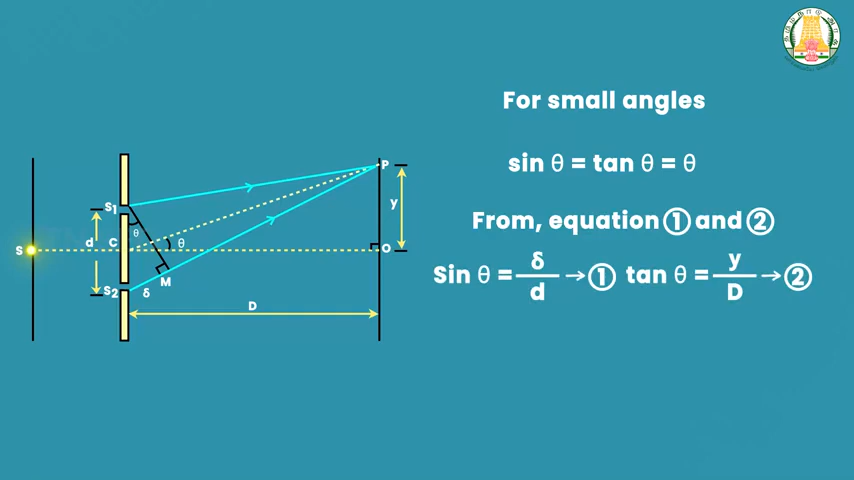 For small angles
sin θ = tan θ = θ
From, equation ① and ②
Sin θ = δ/d → ① tan θ = y/D → ②
P
S₁
y
θ
d
C
θ
S
O
M
S₂
δ
D